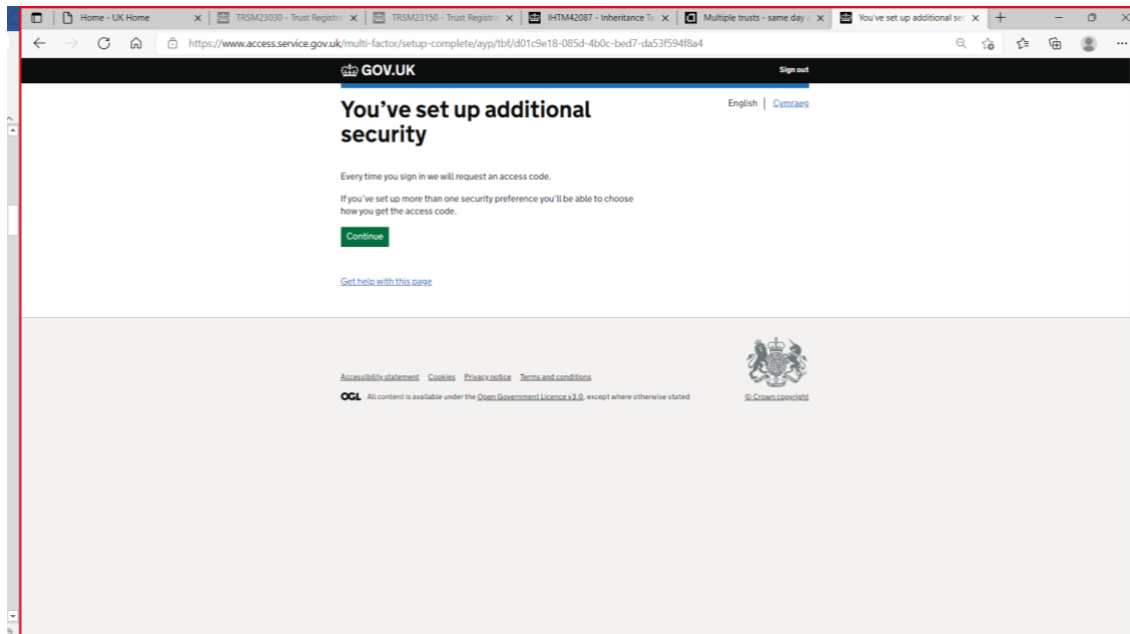 Home - UK Home
TRSM23030 - Trust Registra
TRSM23150 - Trust Registra
IHTM42087 - Inheritance Ta
Multiple trusts - same day a
You've set up additional sec
https://www.access.service.gov.uk/multi-factor/setup-complete/ayp/tbf/d01c9e18-085d-4b0c-bed7-da53f594f8a4
GOV.UK
Sign out
English | Cymraeg
You've set up additional
security
Every time you sign in we will request an access code.
If you've set up more than one security preference you'll be able to choose
how you get the access code.
Continue
Get help with this page
Accessibility statement Cookies Privacy notice Terms and conditions
OGL All content is available under the Open Government Licence v3.0, except where otherwise stated
© Crown copyright
%